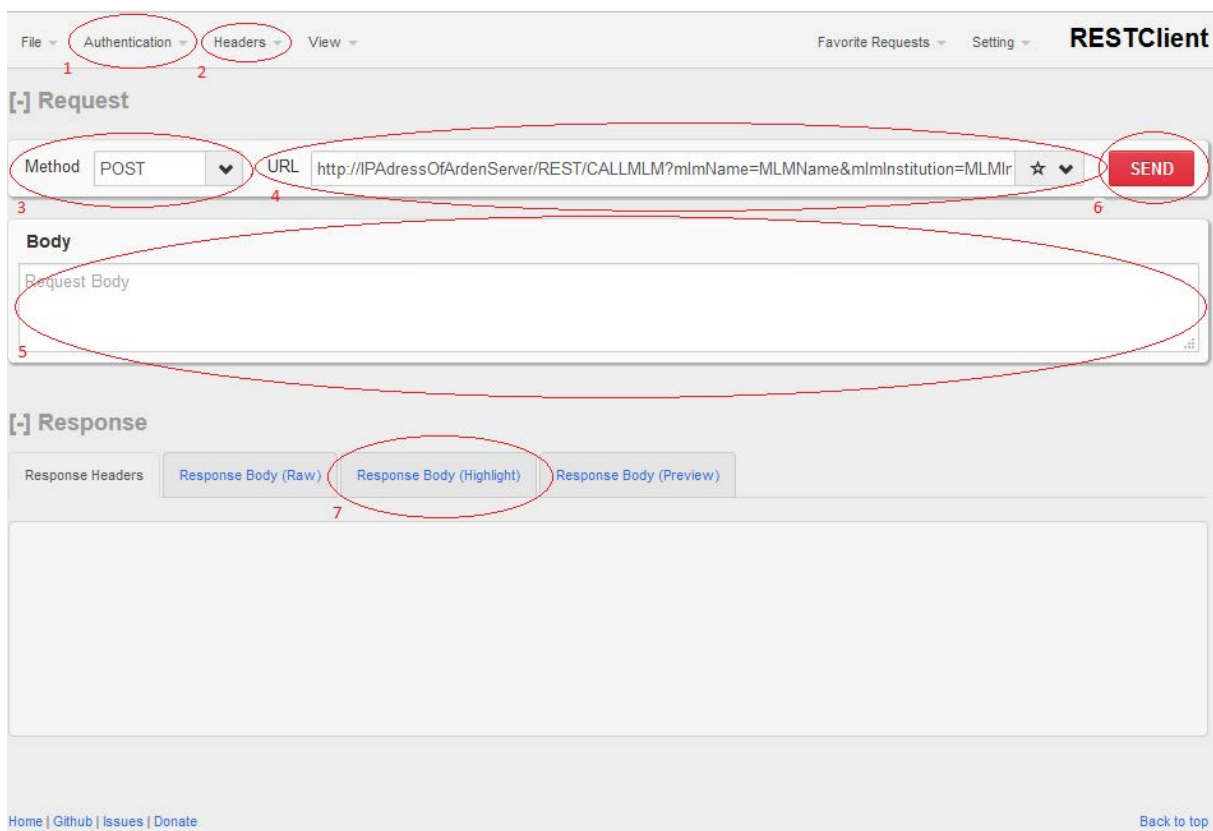 File Authentication Headers View Favorite Requests Setting RESTClient
1 2
[-] Request
Method POST URL http://IPAdressOfArdenServer/REST/CALLMLM?mlmName=MLMName&mlmInstitution=MLMIr SEND
3 4 6
Body
Request Body
5
[-] Response
Response Headers Response Body (Raw) Response Body (Highlight) Response Body (Preview)
7
Home | Github | Issues | Donate Back to top